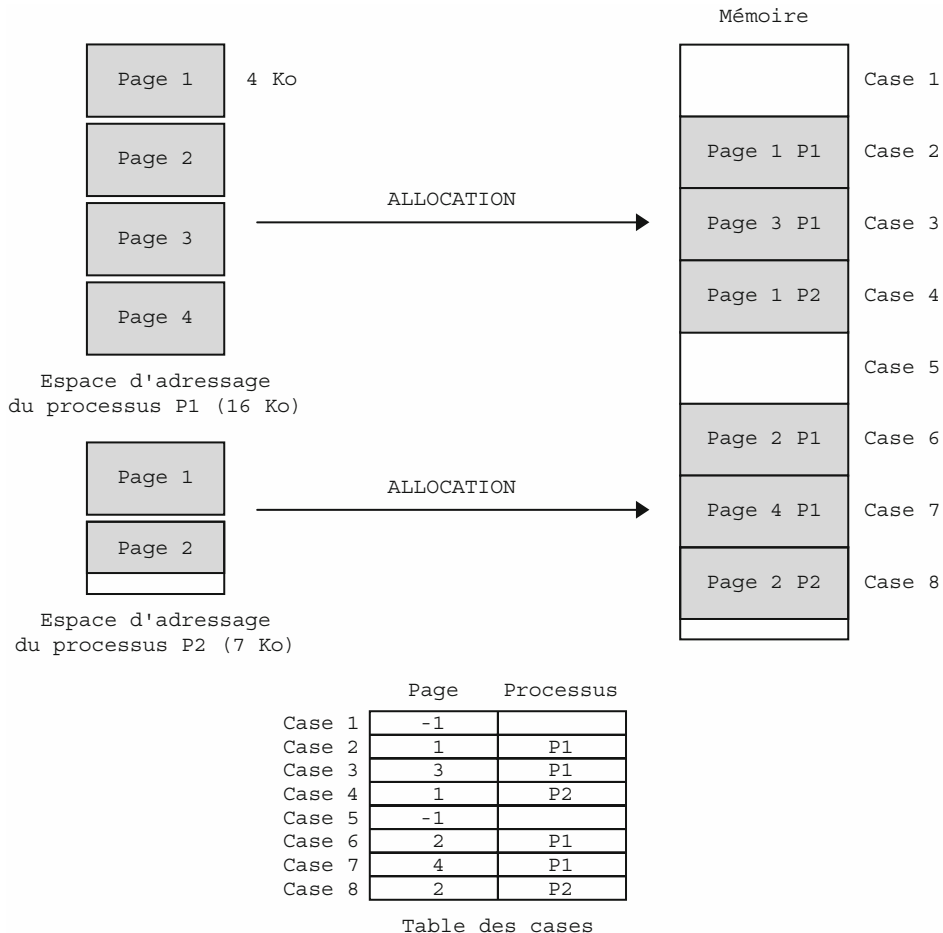 Mémoire
Page 1 4 Ko
Page 2
Page 3
Page 4
Espace d'adressage
du processus P1 (16 Ko)
ALLOCATION
Page 1
Page 2
Espace d'adressage
du processus P2 (7 Ko)
ALLOCATION
Case 1
Page 1 P1 Case 2
Page 3 P1 Case 3
Page 1 P2 Case 4
Case 5
Page 2 P1 Case 6
Page 4 P1 Case 7
Page 2 P2 Case 8
Page Processus
Case 1 -1
Case 2 1 P1
Case 3 3 P1
Case 4 1 P2
Case 5 -1
Case 6 2 P1
Case 7 4 P1
Case 8 2 P2
Table des cases